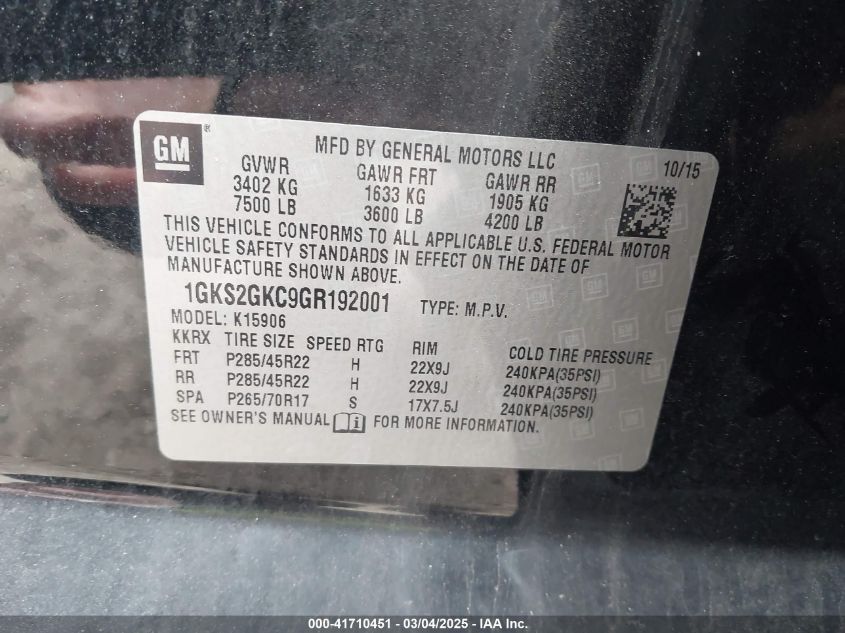 GM ®
MFD BY GENERAL MOTORS LLC
10/15
GVWR GAWR FRT GAWR RR
3402 KG 1633 KG 1905 KG
7500 LB 3600 LB 4200 LB
THIS VEHICLE CONFORMS TO ALL APPLICABLE U.S. FEDERAL MOTOR
VEHICLE SAFETY STANDARDS IN EFFECT ON THE DATE OF
MANUFACTURE SHOWN ABOVE.
1GKS2GKC9GR192001 TYPE: M.P.V.
MODEL: K15906
KKRX TIRE SIZE SPEED RTG RIM COLD TIRE PRESSURE
FRT P285/45R22 H 22X9J 240KPA(35PSI)
RR P285/45R22 H 22X9J 240KPA(35PSI)
SPA P265/70R17 S 17X7.5J 240KPA(35PSI)
SEE OWNER'S MANUAL FOR MORE INFORMATION.
000-41710451 - 03/04/2025 - IAA, Inc.